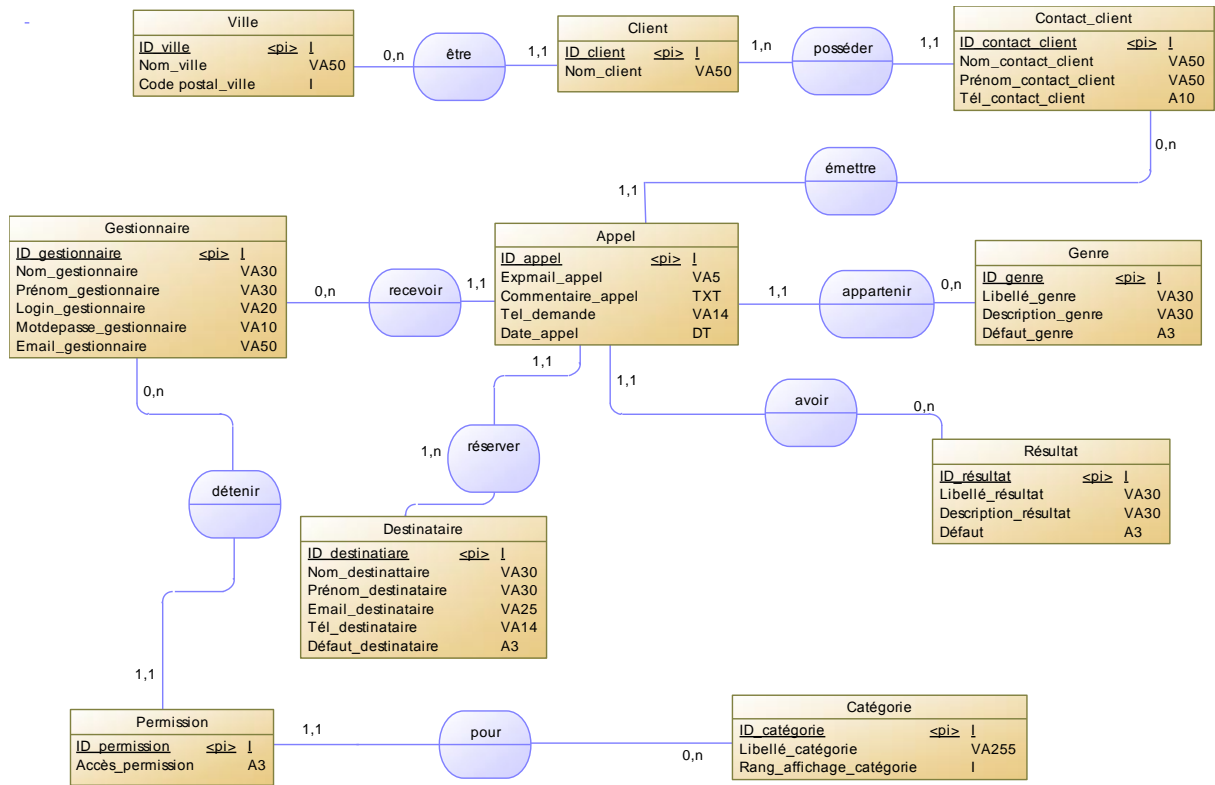 Ville
ID_ville <pi> I
Nom_ville VA50
Code postal_ville I
0,n
être
1,1
Client
ID_client <pi> I
Nom_client VA50
1,n
posséder
1,1
Contact_client
ID_contact_client <pi> I
Nom_contact_client VA50
Prénom_contact_client VA50
Tél_contact_client A10
0,n
émettre
1,1
Gestionnaire
ID_gestionnaire <pi> I
Nom_gestionnaire VA30
Prénom_gestionnaire VA30
Login_gestionnaire VA20
Motdepasse_gestionnaire VA10
Email_gestionnaire VA50
0,n
recevoir
1,1
Appel
ID_appel <pi> I
Expmail_appel VA5
Commentaire_appel TXT
Tel_demande VA14
Date_appel DT
1,1
appartenir
0,n
Genre
ID_genre <pi> I
Libellé_genre VA30
Description_genre VA30
Défaut_genre A3
0,n
détenir
1,1
1,1
réserver
1,n
1,1
avoir
0,n
Résultat
ID_résultat <pi> I
Libellé_résultat VA30
Description_résultat VA30
Défaut A3
Destinataire
ID_destinatiare <pi> I
Nom_destinattaire VA30
Prénom_destinataire VA30
Email_destinataire VA25
Tél_destinataire VA14
Défaut_destinataire A3
Permission
ID_permission <pi> I
Accès_permission A3
1,1
pour
0,n
Catégorie
ID_catégorie <pi> I
Libellé_catégorie VA255
Rang_affichage_catégorie I